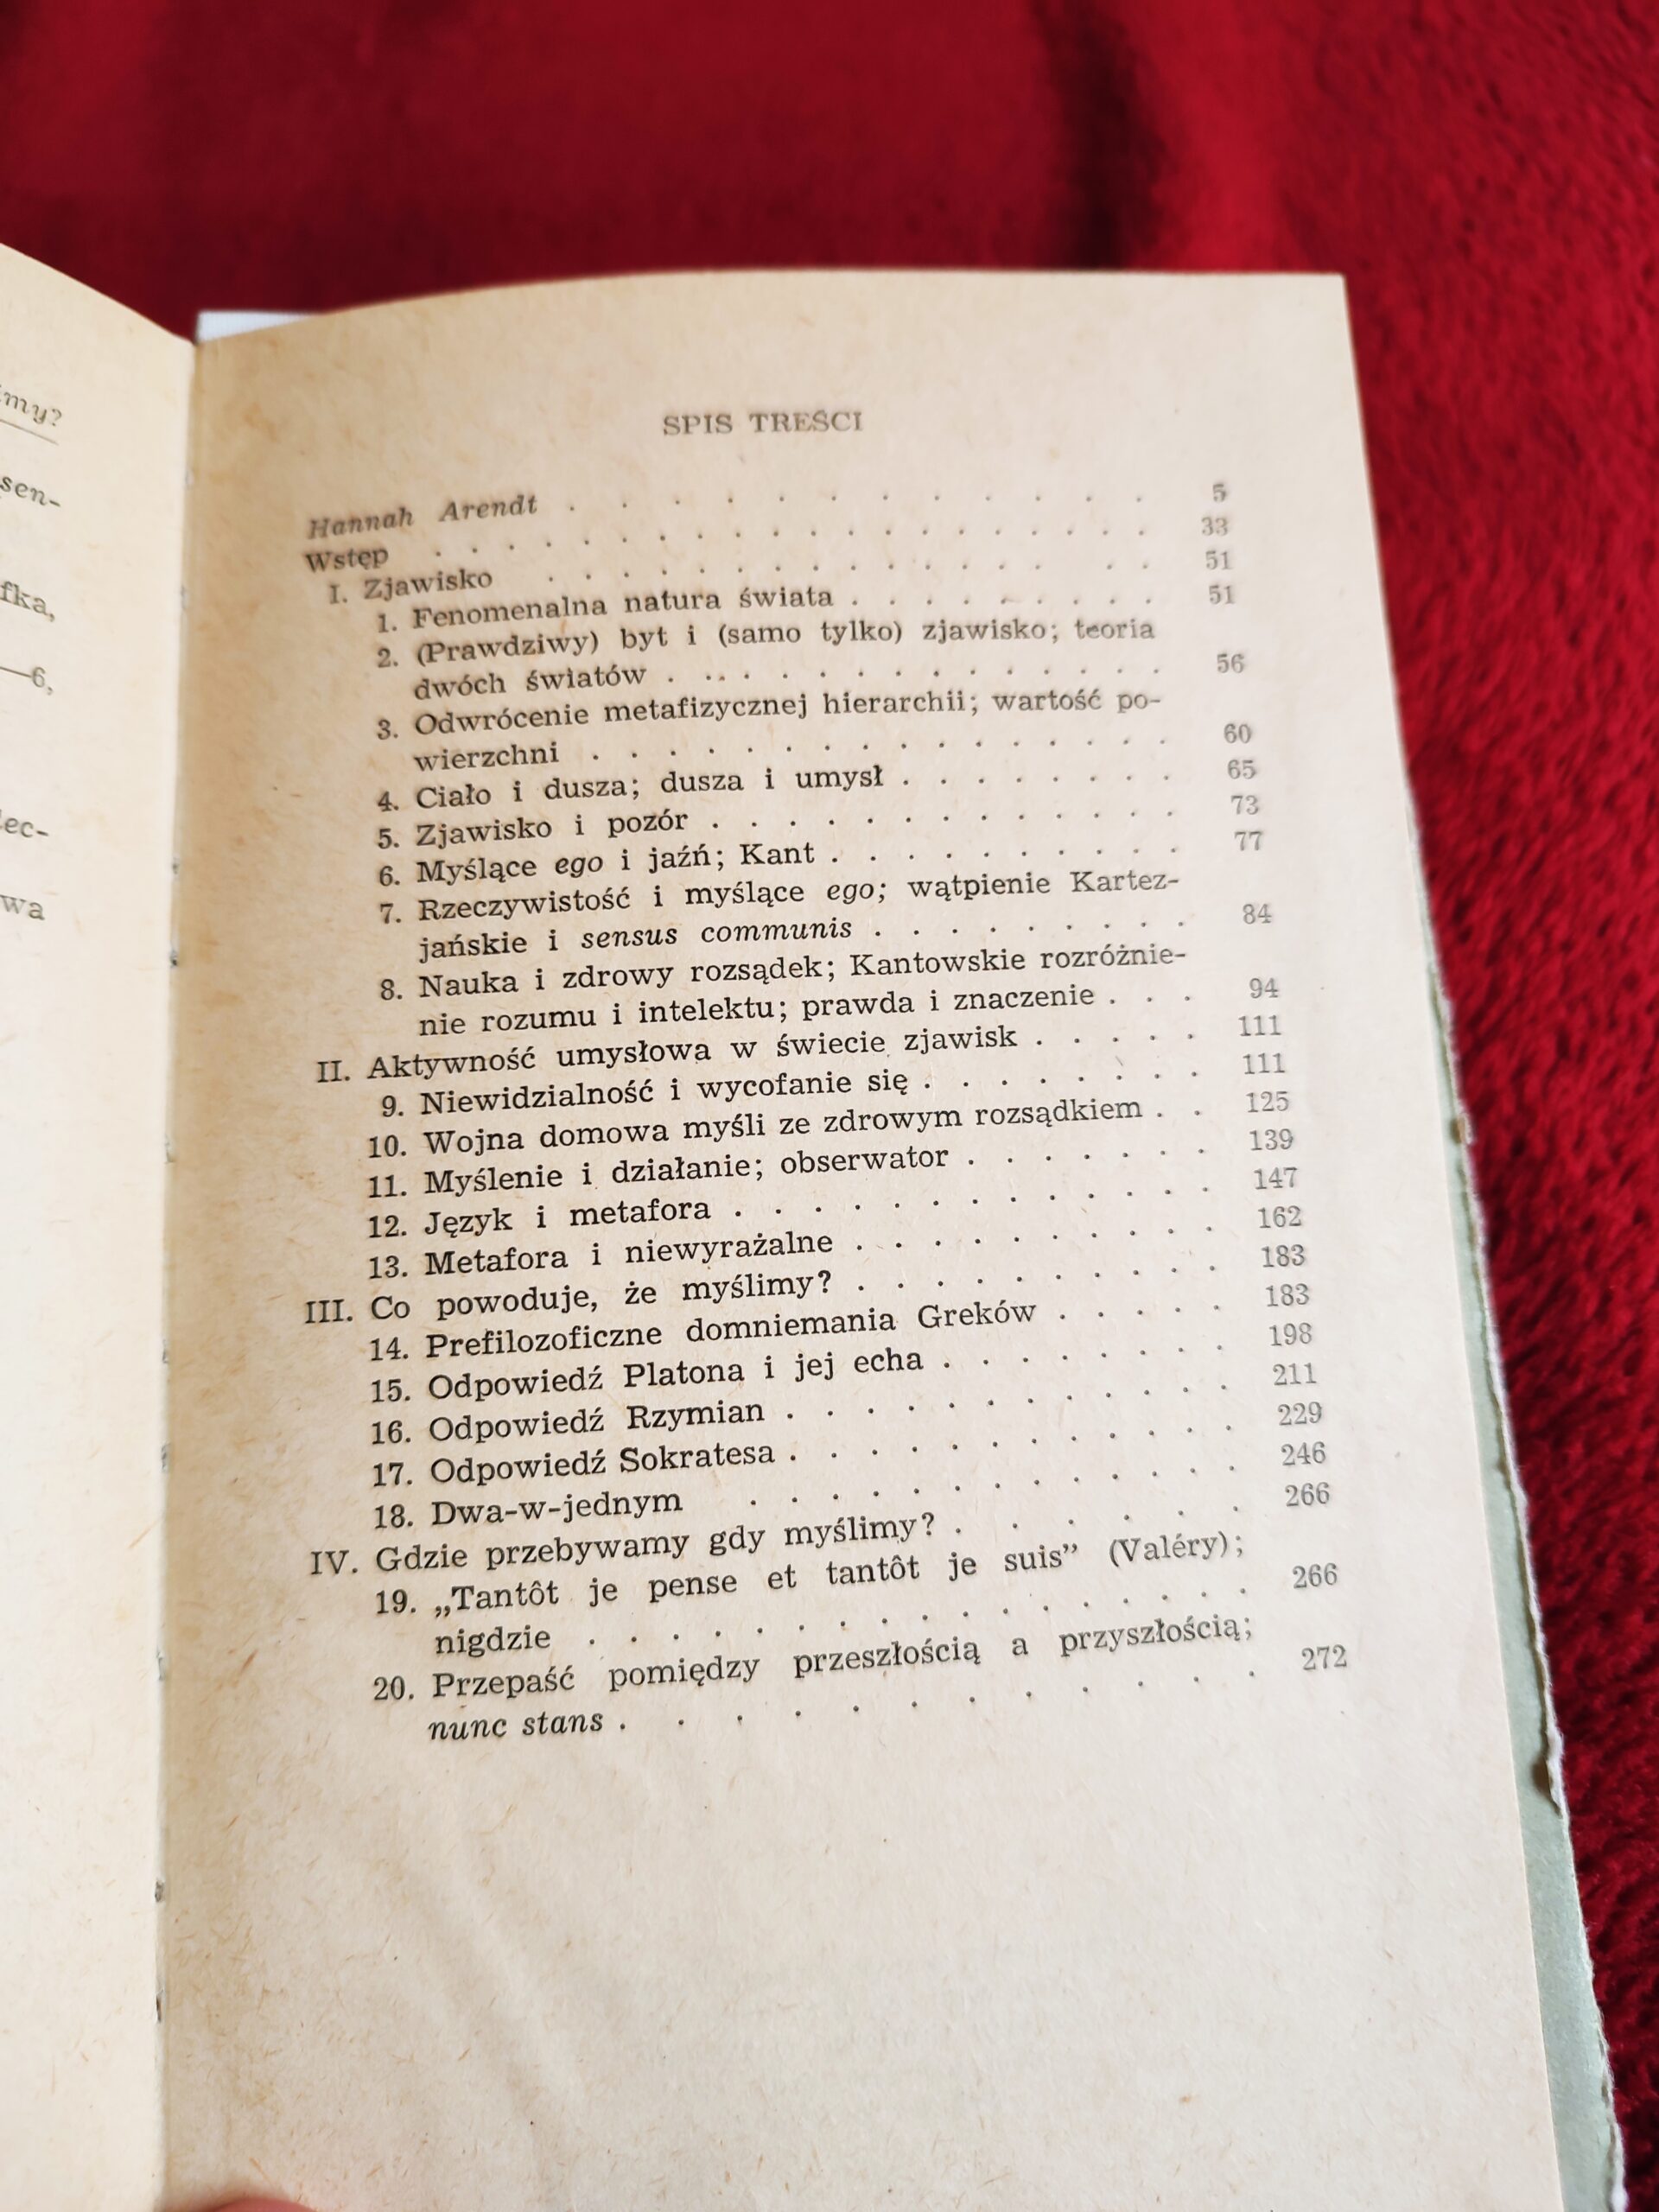 my?
sen-
fka,
—6,
ec-
wa
SPIS TREŚCI
Hannah Arendt . . . . . . . . . . . . 5
Wstęp . . . . . . . . . . . . . . . . . . . . 33
I. Zjawisko . . . . . . . . . . . . . . . . 51
1. Fenomenalna natura świata . . . . . . . . . 51
2. (Prawdziwy) byt i (samo tylko) zjawisko; teoria
dwóch światów . . . . . . . . . . . . . . 56
3. Odwrócenie metafizycznej hierarchii; wartość po-
wierzchni . . . . . . . . . . . . . . . . 60
4. Ciało i dusza; dusza i umysł . . . . . . . . 65
5. Zjawisko i pozór . . . . . . . . . . . . . 73
6. Myślące ego i jaźń; Kant . . . . . . . . . . 77
7. Rzeczywistość i myślące ego; wątpienie Kartez-
jańskie i sensus communis . . . . . . . . . 84
8. Nauka i zdrowy rozsądek; Kantowskie rozróżnie-
nie rozumu i intelektu; prawda i znaczenie . . . 94
II. Aktywność umysłowa w świecie zjawisk . . . . . 111
9. Niewidzialność i wycofanie się . . . . . . . . 111
10. Wojna domowa myśli ze zdrowym rozsądkiem . . 125
11. Myślenie i działanie; obserwator . . . . . . . 139
12. Język i metafora . . . . . . . . . . . . . 147
13. Metafora i niewyrażalne . . . . . . . . . . 162
III. Co powoduje, że myślimy? . . . . . . . . . . 183
14. Prefilozoficzne domniemania Greków . . . . . 183
15. Odpowiedź Platona i jej echa . . . . . . . . 198
16. Odpowiedź Rzymian . . . . . . . . . . . . 211
17. Odpowiedź Sokratesa . . . . . . . . . . . . 229
18. Dwa-w-jednym . . . . . . . . . . . . . 246
IV. Gdzie przebywamy gdy myślimy? . . . . . . 266
19. „Tantôt je pense et tantôt je suis” (Valéry);
nigdzie . . . . . . . . . . . . . . . . . 266
20. Przepaść pomiędzy przeszłością a przyszłością;
nunc stans . . . . . . . . . . . . 272